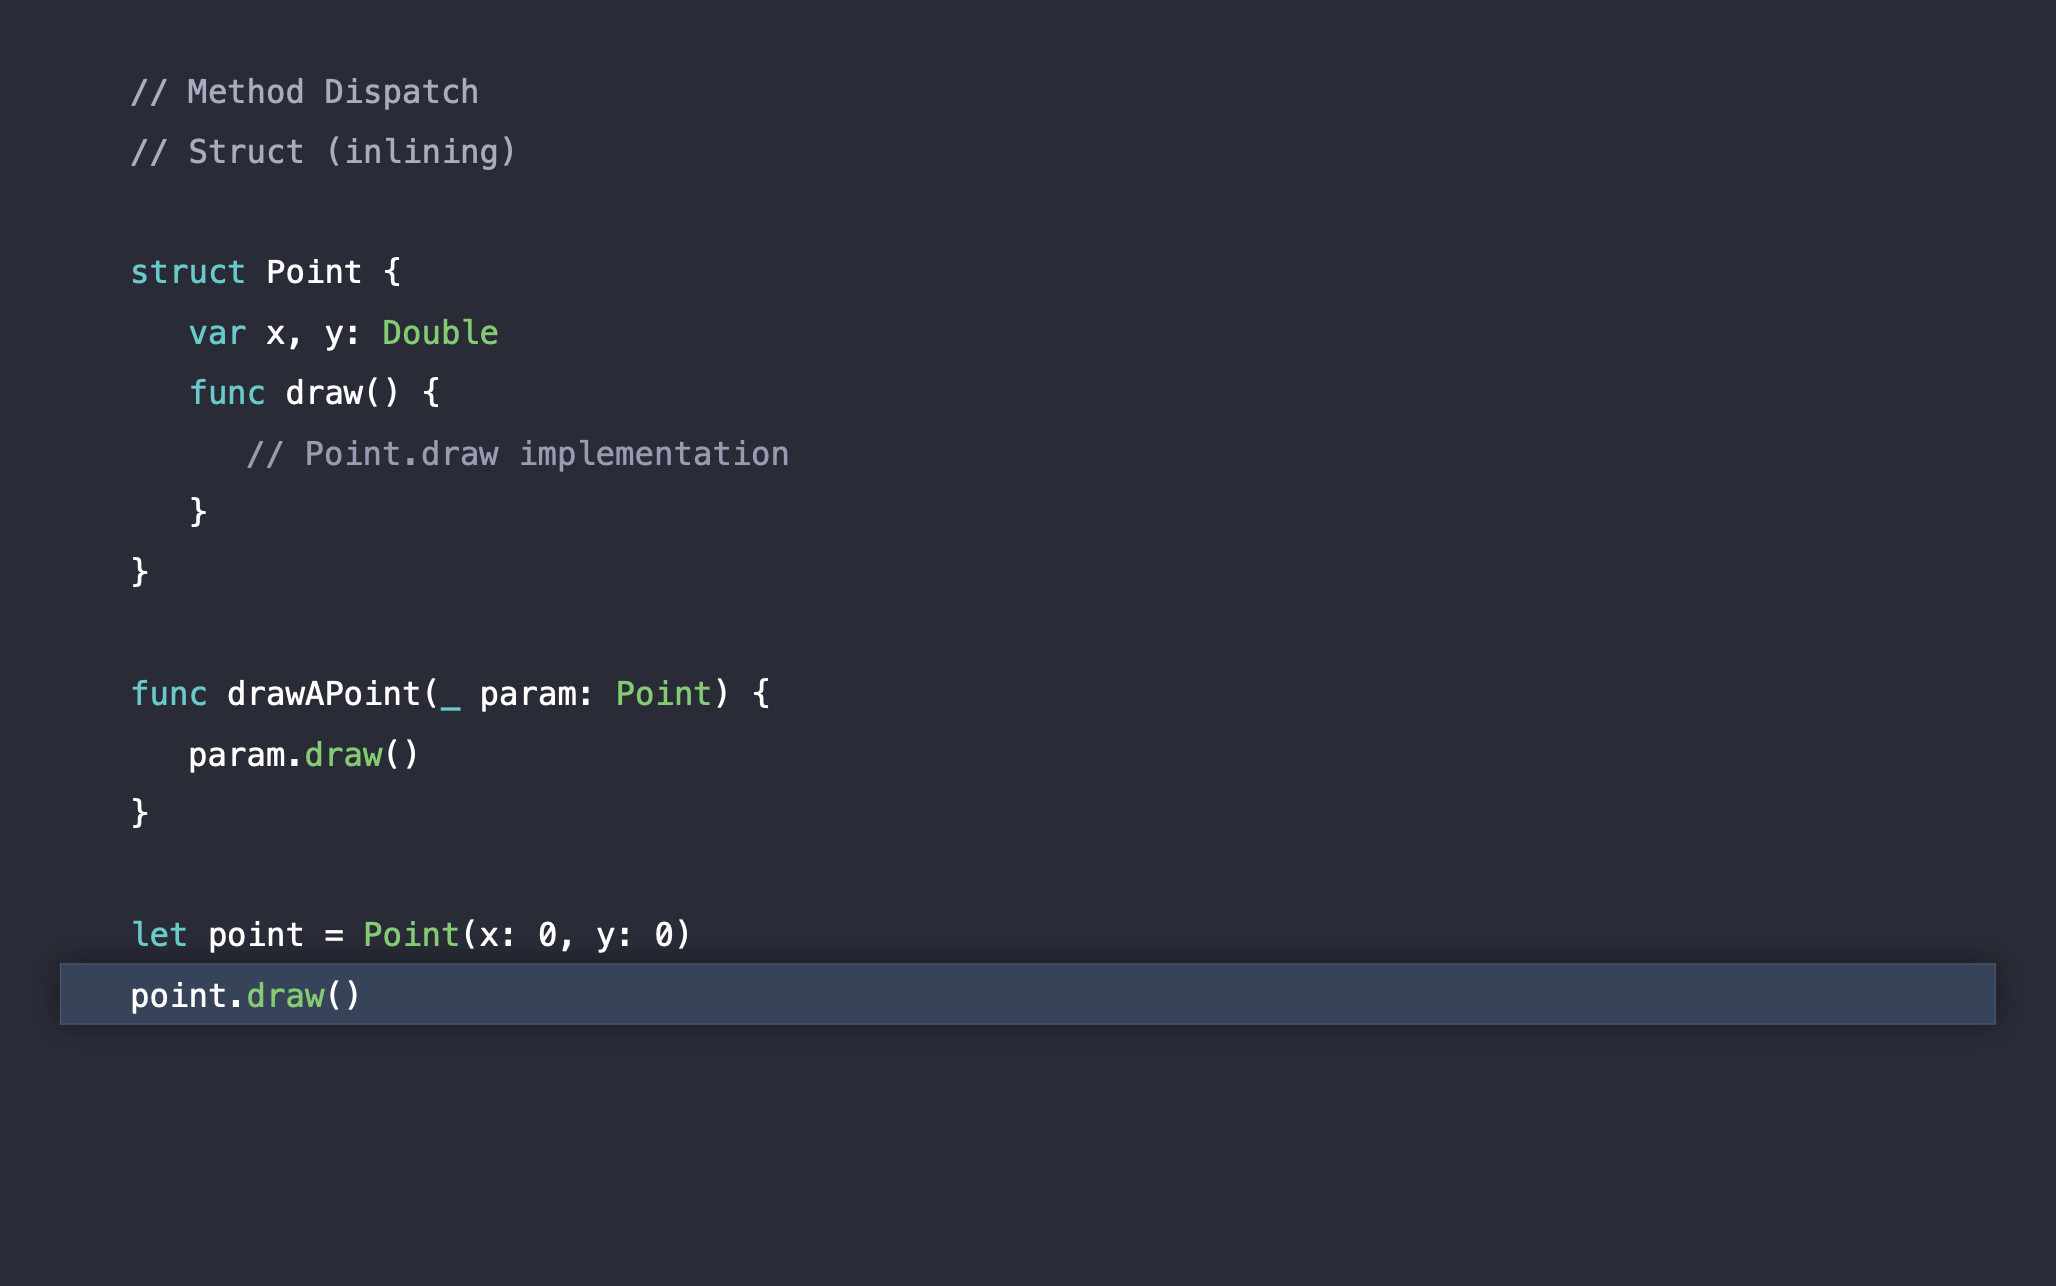 // Method Dispatch
// Struct (inlining)
struct Point {
   var x, y: Double
   func draw() {
      // Point.draw implementation
   }
}
func drawAPoint(_ param: Point) {
   param.draw()
}
let point = Point(x: 0, y: 0)
point.draw()